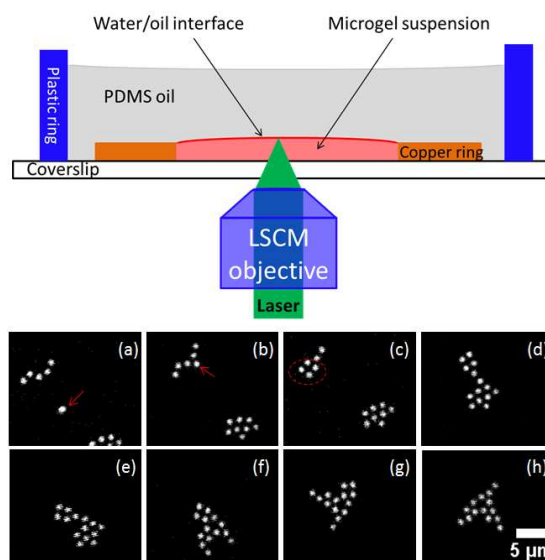 Water/oil interface
Microgel suspension
Plastic ring
PDMS oil
Copper ring
Coverslip
LSCM
objective
Laser
(a)
(b)
(c)
(d)
(e)
(f)
(g)
(h)
5 μm